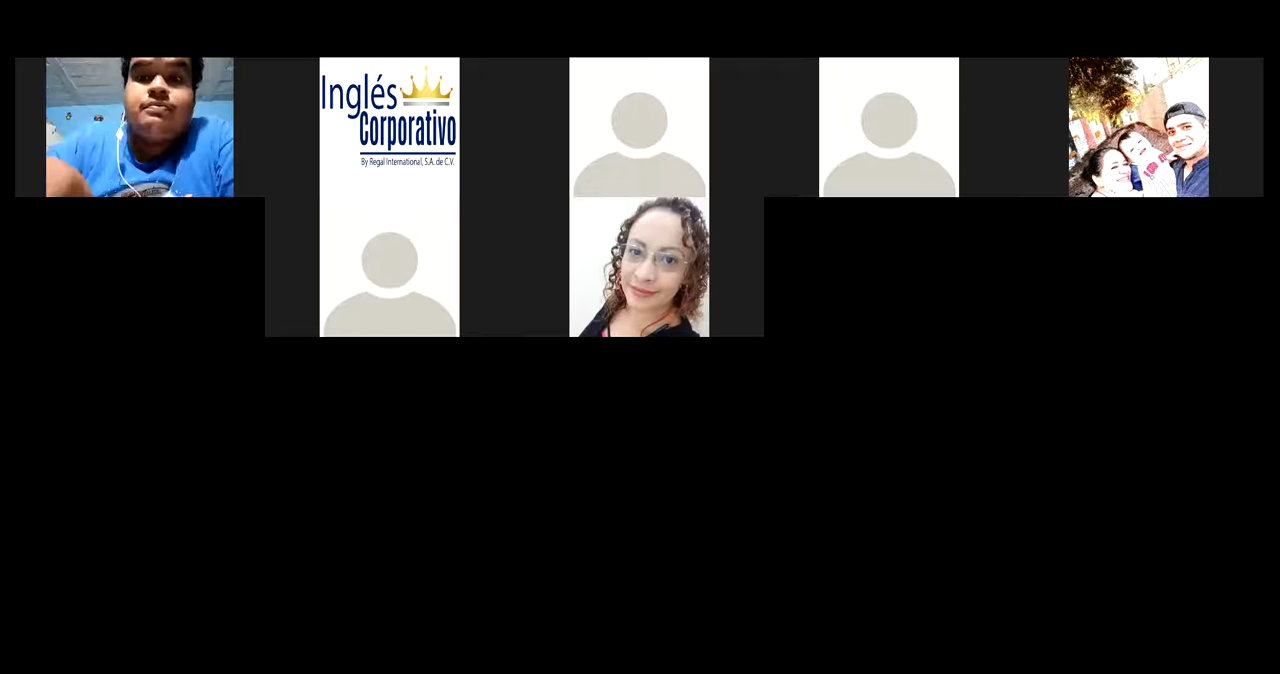 Inglés
Corporativo
By Regal International, S.A. de C.V.